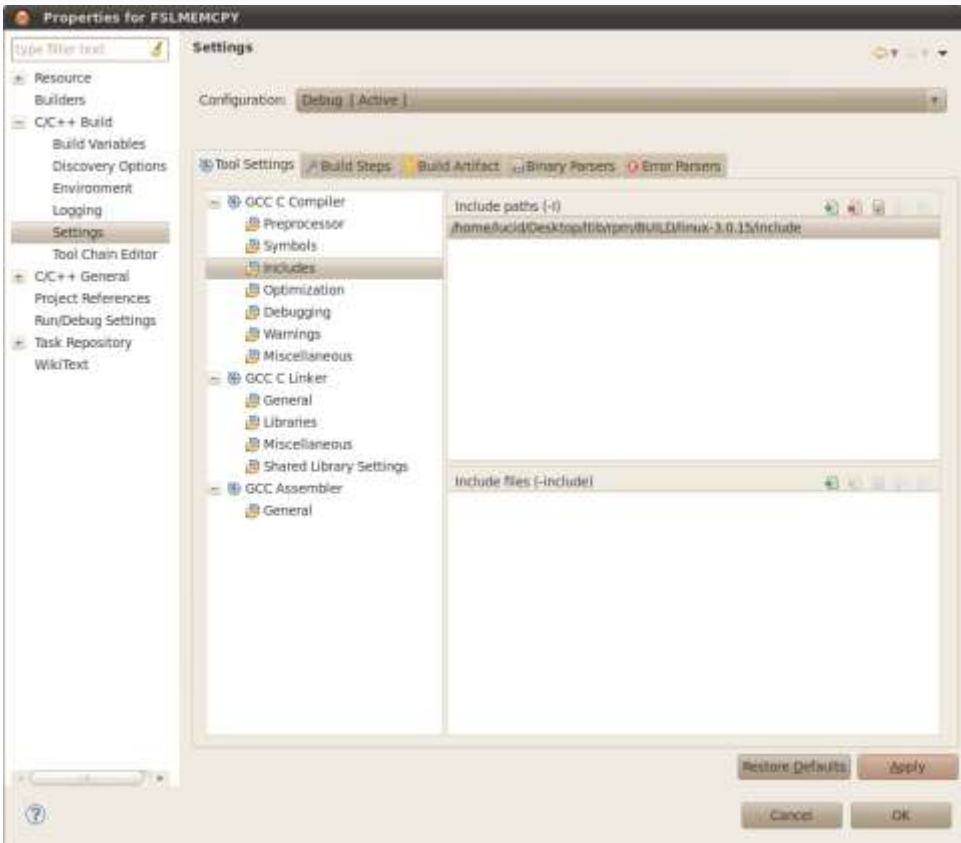 Properties for FSLMEMCPY
type filter text
Settings
Resource
Builders
C/C++ Build
Build Variables
Discovery Options
Environment
Logging
Settings
Tool Chain Editor
C/C++ General
Project References
Run/Debug Settings
Task Repository
WikiText
Configuration: Debug [ Active ]
Tool Settings Build Steps Build Artifact Binary Parsers Error Parsers
GCC C Compiler
Preprocessor
Symbols
Includes
Optimization
Debugging
Warnings
Miscellaneous
GCC C Linker
General
Libraries
Miscellaneous
Shared Library Settings
GCC Assembler
General
Include paths (-I)
/home/lucid/Desktop/ltib/rpm/BUILD/linux-3.0.15/include
Include files (-include)
Restore Defaults Apply
Cancel OK